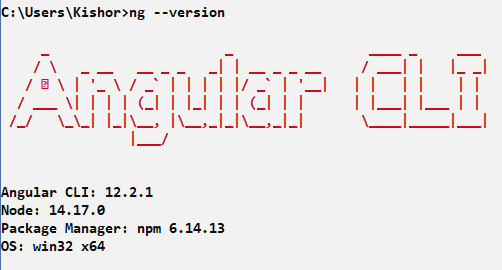 C:\Users\Kishor>ng --version
Angular CLI
Angular CLI: 12.2.1
Node: 14.17.0
Package Manager: npm 6.14.13
OS: win32 x64